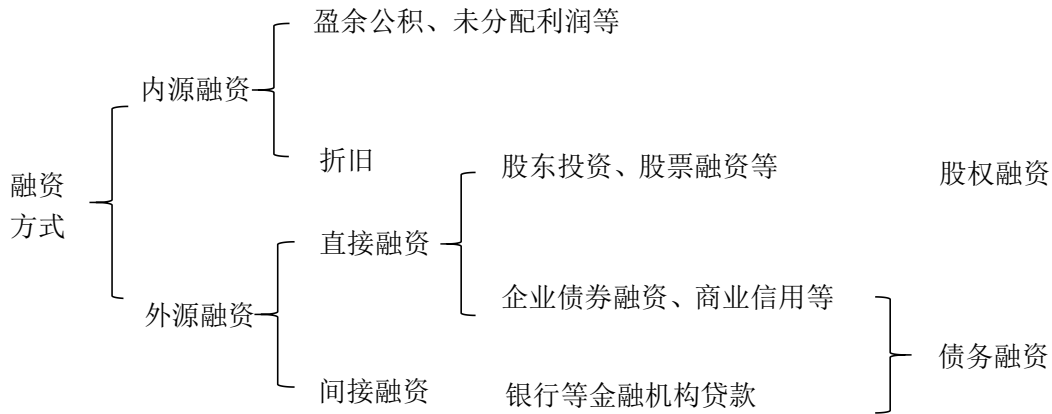 盈余公积、未分配利润等
内源融资
折旧
股东投资、股票融资等
股权融资
融资
方式
直接融资
企业债券融资、商业信用等
外源融资
债务融资
间接融资
银行等金融机构贷款